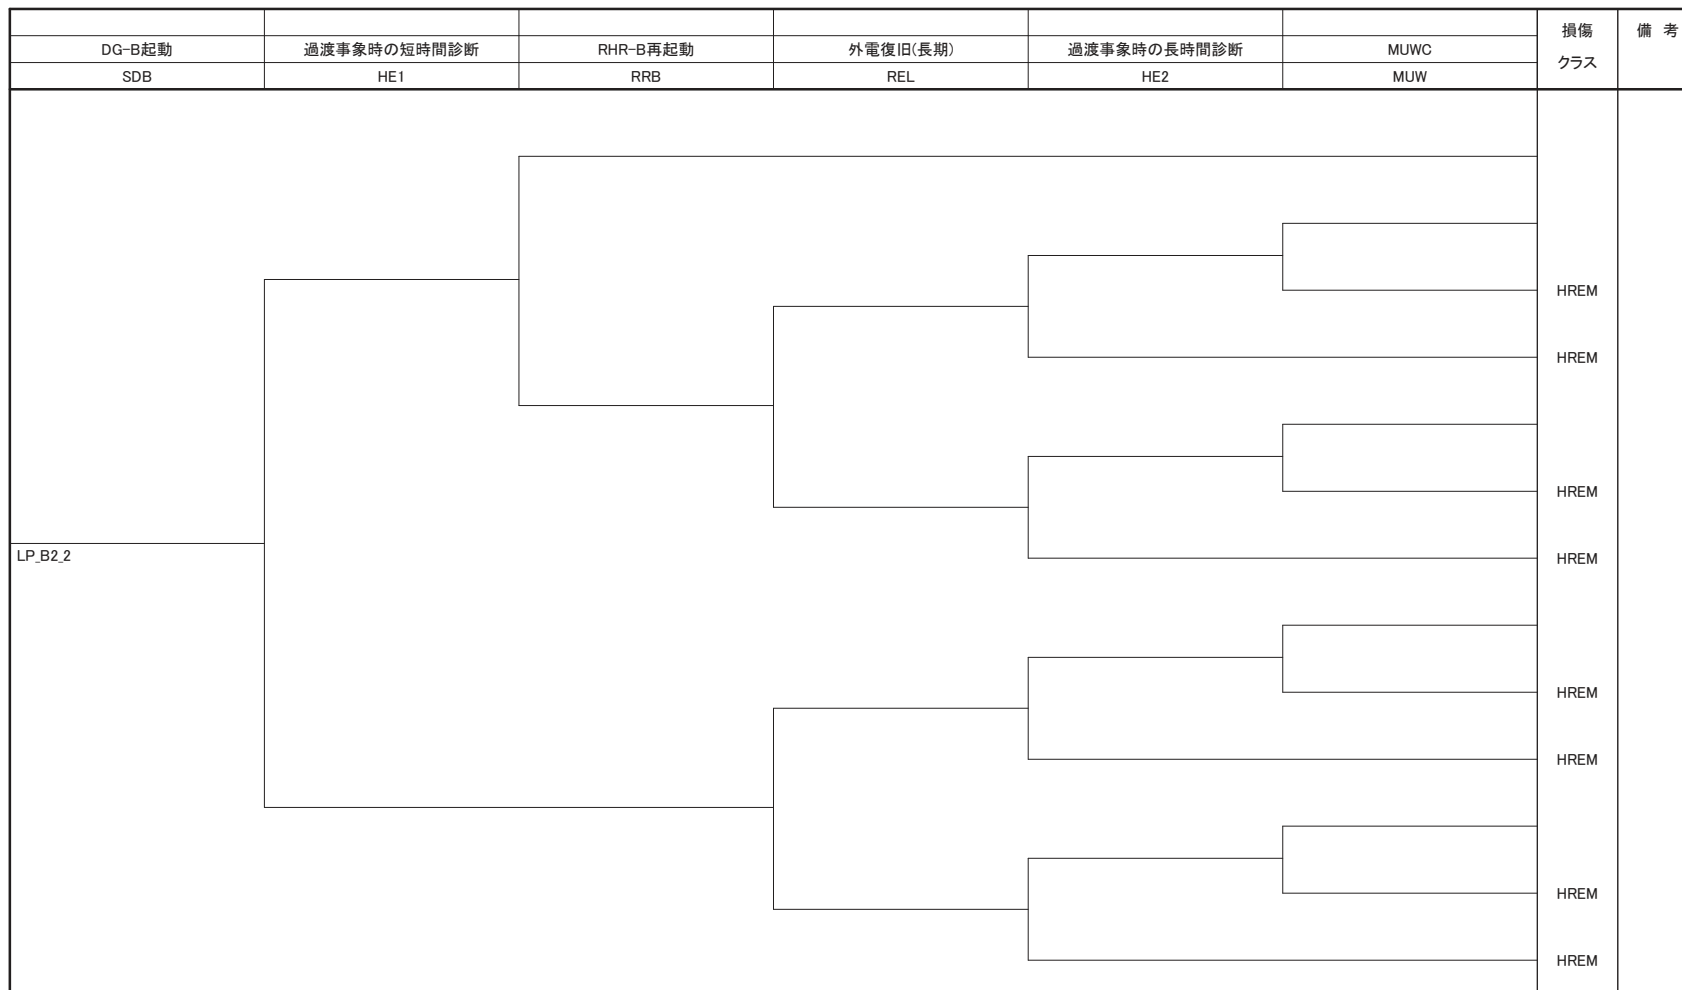 DG-B起動 過渡事象時の短時間診断 RHR-B再起動 外電復旧(長期) 過渡事象時の長時間診断 MUWC 損傷 備 考
クラス
SDB HE1 RRB REL HE2 MUW
HREM
HREM
HREM
LP_B2_2
HREM
HREM
HREM
HREM
HREM